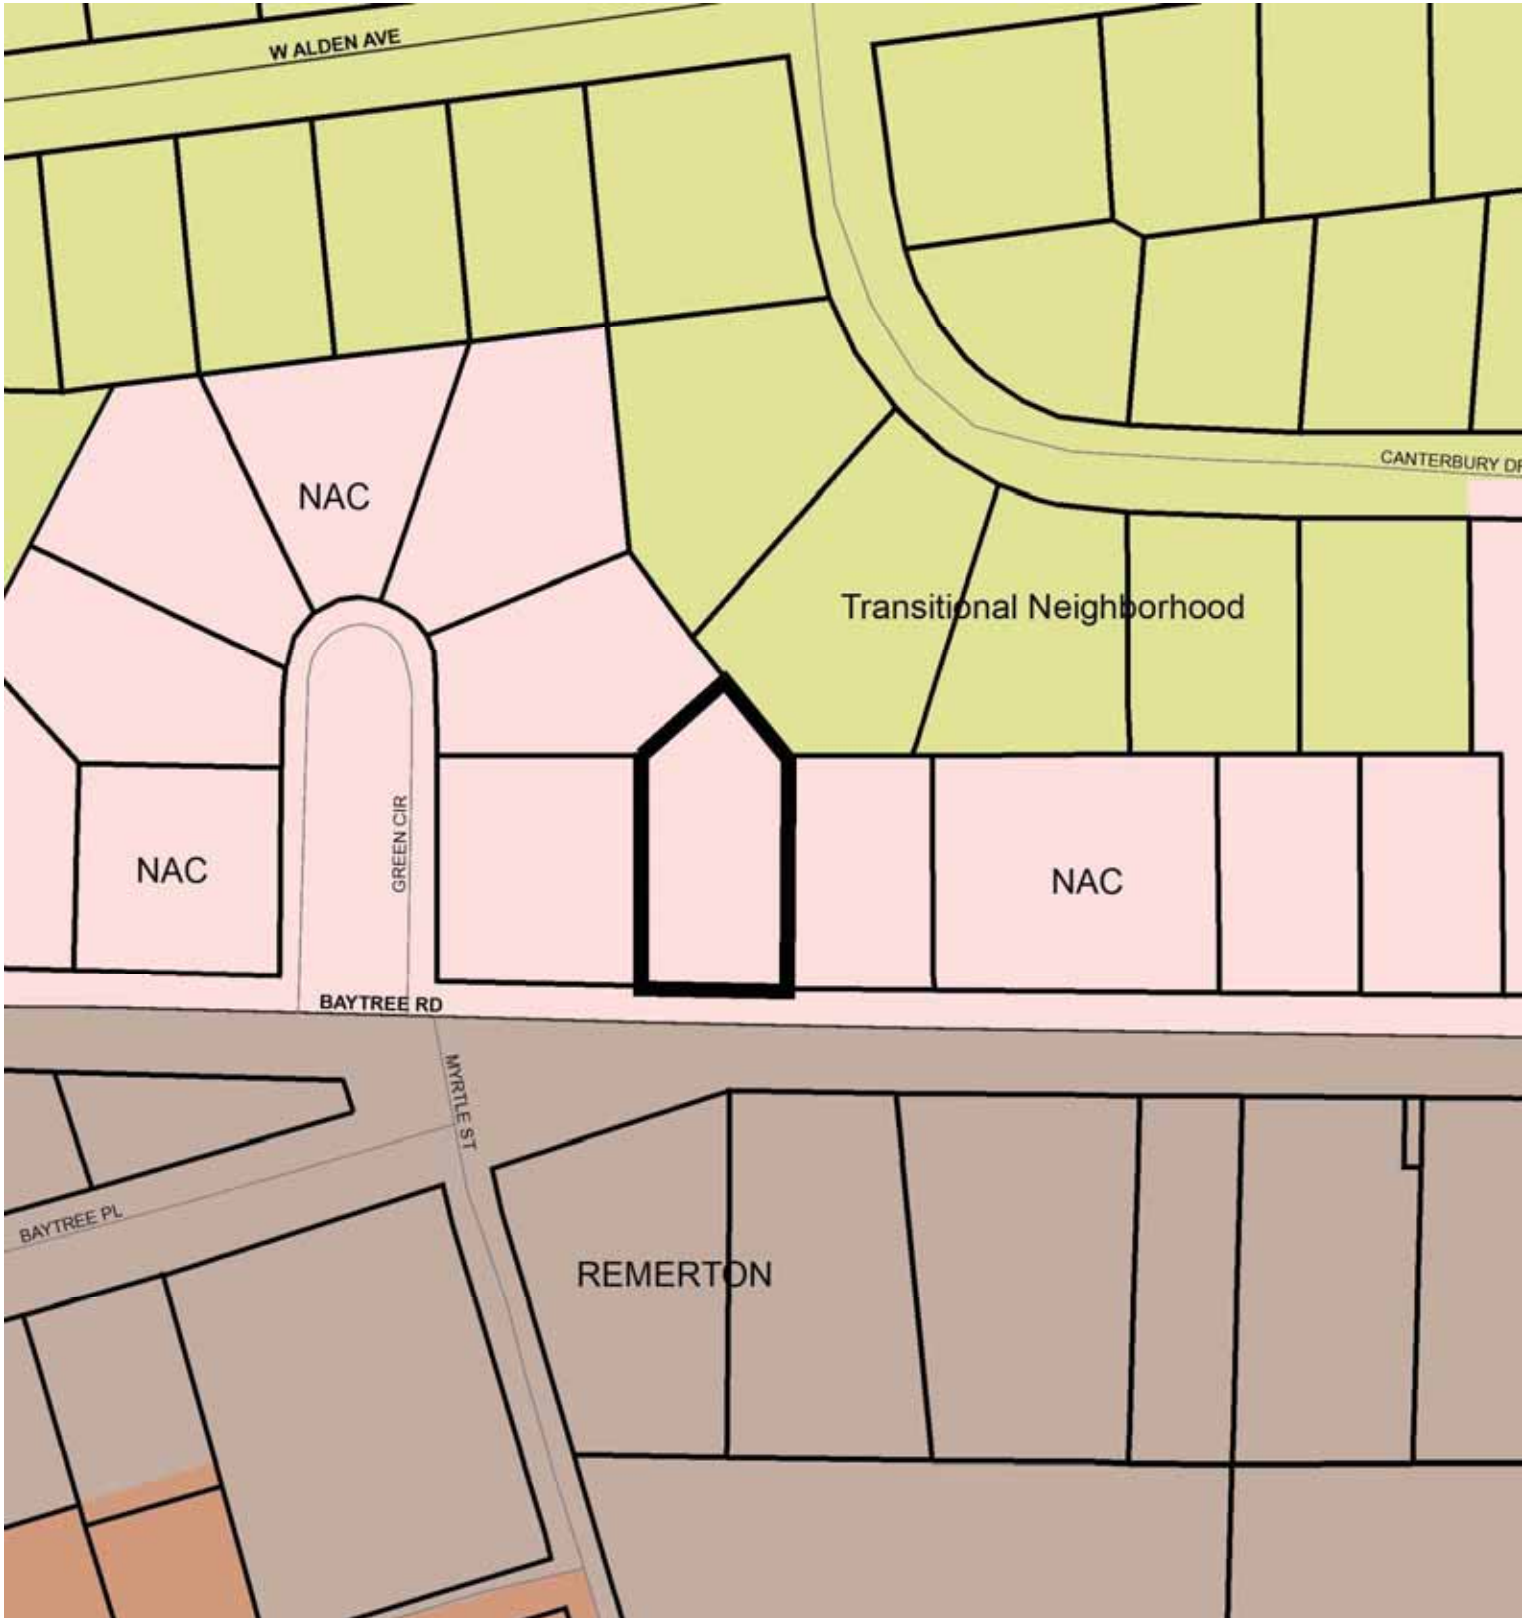 W ALDEN AVE
CANTERBURY DR
NAC
Transitional Neighborhood
GREEN CIR
NAC
NAC
BAYTREE RD
MYRTLE ST
BAYTREE PL
REMERTON